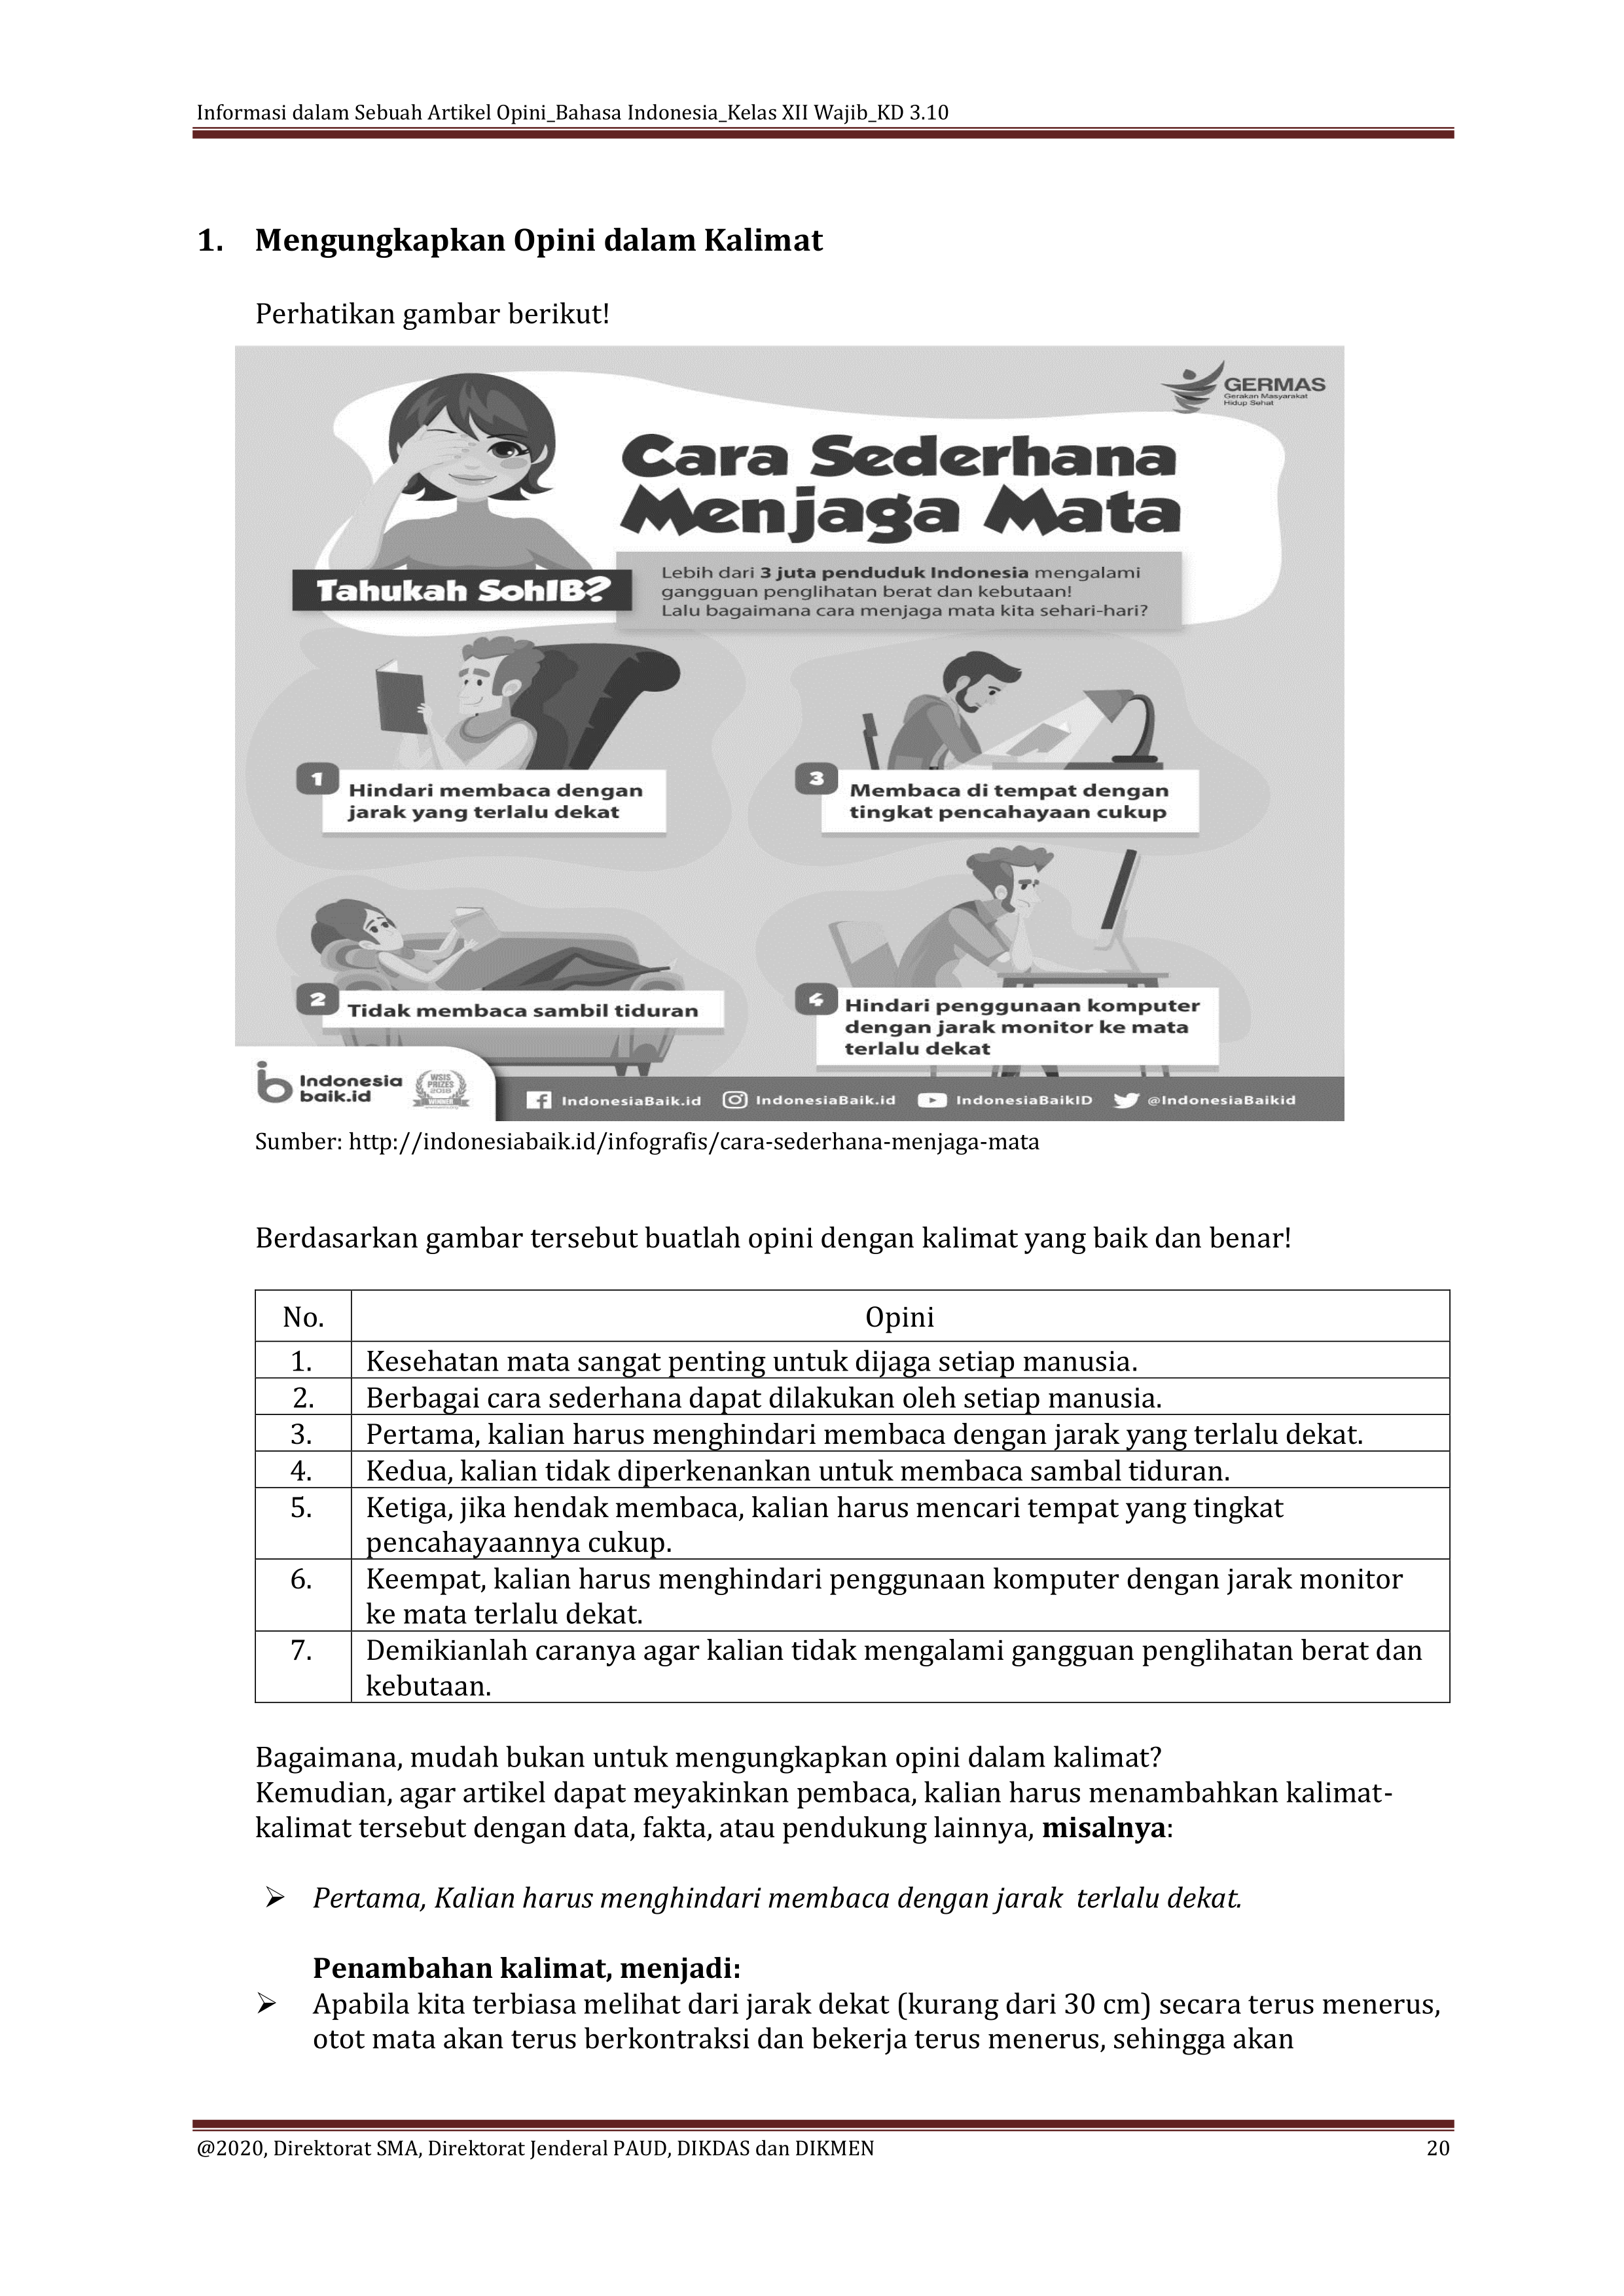 Informasi dalam Sebuah Artikel Opini_Bahasa Indonesia_Kelas XII Wajib_KD 3.10
1. Mengungkapkan Opini dalam Kalimat
Perhatikan gambar berikut!
GERMAS
Gerakan Masyarakat
Hidup Sehat
Cara Sederhana
Menjaga Mata
Tahukah SohIB?
Lebih dari 3 juta penduduk Indonesia mengalami
gangguan penglihatan berat dan kebutaan!
Lalu bagaimana cara menjaga mata kita sehari-hari?
1 Hindari membaca dengan
jarak yang terlalu dekat
3 Membaca di tempat dengan
tingkat pencahayaan cukup
2 Tidak membaca sambil tiduran
4 Hindari penggunaan komputer
dengan jarak monitor ke mata
terlalu dekat
Indonesia
baik.id
WSIS
PRIZES
2018
WINNER
IndonesiaBaik.id IndonesiaBaik.id IndonesiaBaikID @IndonesiaBaikid
Sumber: http://indonesiabaik.id/infografis/cara-sederhana-menjaga-mata
Berdasarkan gambar tersebut buatlah opini dengan kalimat yang baik dan benar!
No. Opini
1. Kesehatan mata sangat penting untuk dijaga setiap manusia.
2. Berbagai cara sederhana dapat dilakukan oleh setiap manusia.
3. Pertama, kalian harus menghindari membaca dengan jarak yang terlalu dekat.
4. Kedua, kalian tidak diperkenankan untuk membaca sambal tiduran.
5. Ketiga, jika hendak membaca, kalian harus mencari tempat yang tingkat
pencahayaannya cukup.
6. Keempat, kalian harus menghindari penggunaan komputer dengan jarak monitor
ke mata terlalu dekat.
7. Demikianlah caranya agar kalian tidak mengalami gangguan penglihatan berat dan
kebutaan.
Bagaimana, mudah bukan untuk mengungkapkan opini dalam kalimat?
Kemudian, agar artikel dapat meyakinkan pembaca, kalian harus menambahkan kalimat-
kalimat tersebut dengan data, fakta, atau pendukung lainnya, misalnya:
➢ Pertama, Kalian harus menghindari membaca dengan jarak terlalu dekat.
Penambahan kalimat, menjadi:
➢ Apabila kita terbiasa melihat dari jarak dekat (kurang dari 30 cm) secara terus menerus,
otot mata akan terus berkontraksi dan bekerja terus menerus, sehingga akan
@2020, Direktorat SMA, Direktorat Jenderal PAUD, DIKDAS dan DIKMEN 20